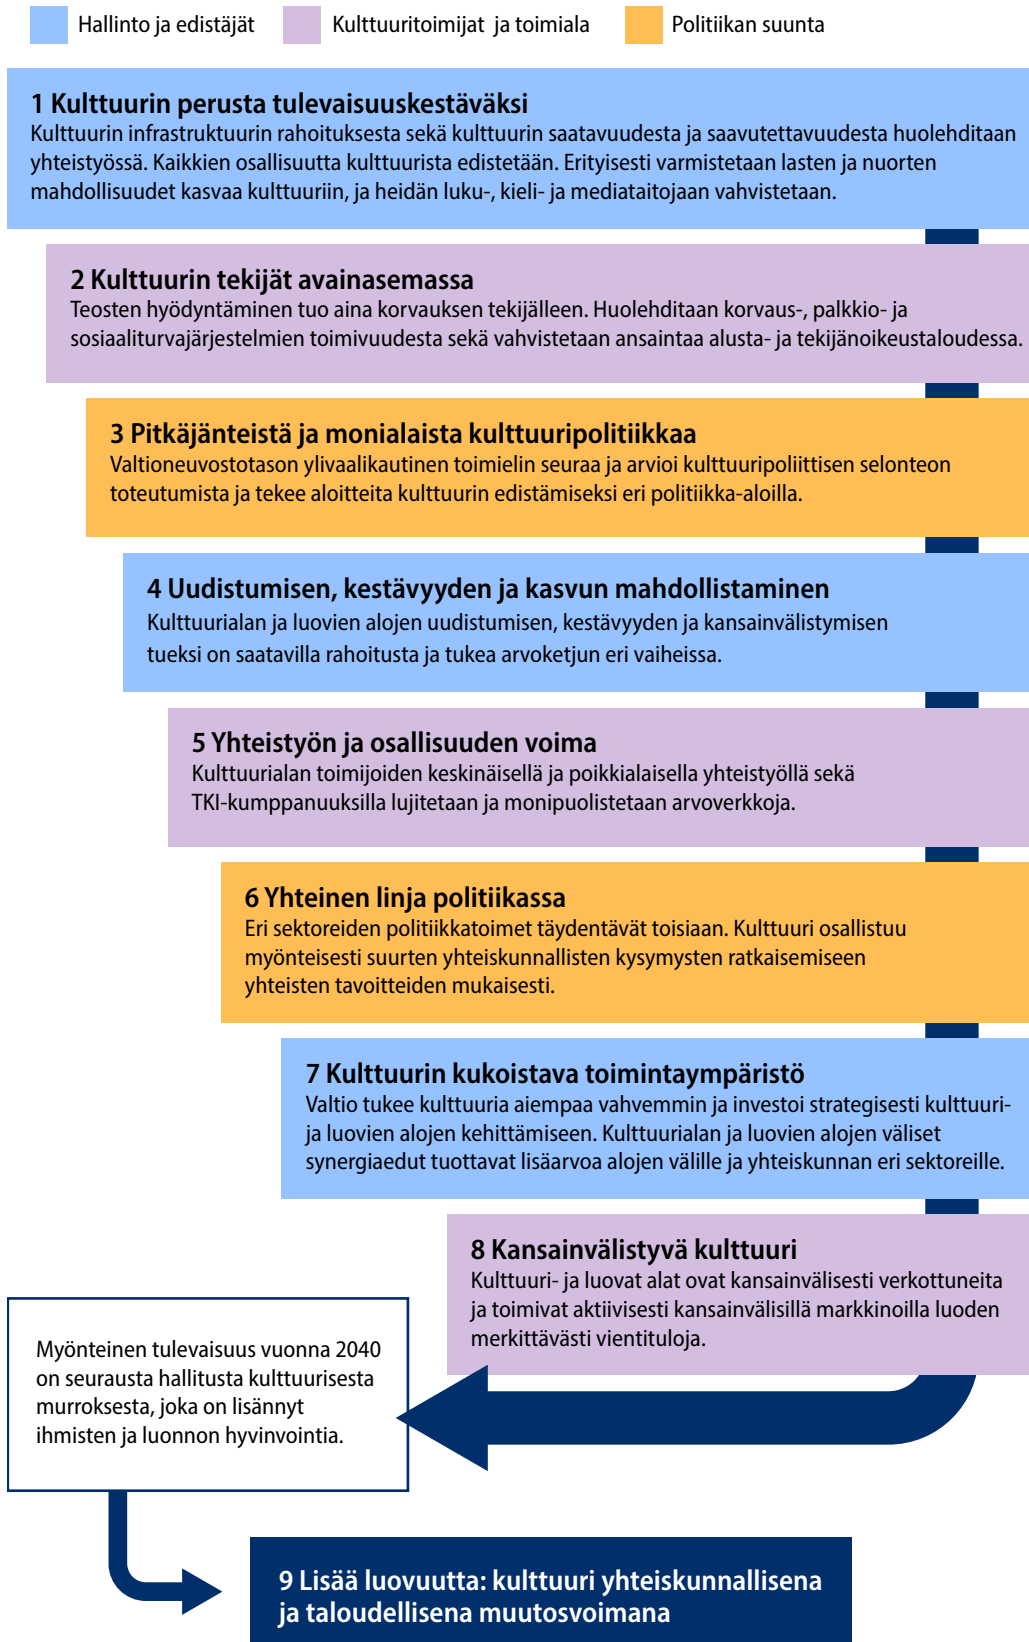 Hallinto ja edistäjät
Kulttuuritoimijat ja toimiala
Politiikan suunta
1 Kulttuurin perusta tulevaisuuskestäväksi
Kulttuurin infrastruktuurin rahoituksesta sekä kulttuurin saatavuudesta ja saavutettavuudesta huolehditaan
yhteistyössä. Kaikkien osallisuutta kulttuurista edistetään. Erityisesti varmistetaan lasten ja nuorten
mahdollisuudet kasvaa kulttuuriin, ja heidän luku-, kieli- ja mediataitojaan vahvistetaan.
2 Kulttuurin tekijät avainasemassa
Teosten hyödyntäminen tuo aina korvauksen tekijälleen. Huolehditaan korvaus-, palkkio- ja
sosiaaliturvajärjestelmien toimivuudesta sekä vahvistetaan ansaintaa alusta- ja tekijänoikeustaloudessa.
3 Pitkäjänteistä ja monialaista kulttuuripolitiikkaa
Valtioneuvostotason ylivaalikautinen toimielin seuraa ja arvioi kulttuuripoliittisen selonteon
toteutumista ja tekee aloitteita kulttuurin edistämiseksi eri politiikka-aloilla.
4 Uudistumisen, kestävyyden ja kasvun mahdollistaminen
Kulttuurialan ja luovien alojen uudistumisen, kestävyyden ja kansainvälistymisen
tueksi on saatavilla rahoitusta ja tukea arvoketjun eri vaiheissa.
5 Yhteistyön ja osallisuuden voima
Kulttuurialan toimijoiden keskinäisellä ja poikkialaisella yhteistyöllä sekä
TKI-kumppanuuksilla lujitetaan ja monipuolistetaan arvoverkkoja.
6 Yhteinen linja politiikassa
Eri sektoreiden politiikkatoimet täydentävät toisiaan. Kulttuuri osallistuu
myönteisesti suurten yhteiskunnallisten kysymysten ratkaisemiseen
yhteisten tavoitteiden mukaisesti.
7 Kulttuurin kukoistava toimintaympäristö
Valtio tukee kulttuuria aiempaa vahvemmin ja investoi strategisesti kulttuuri-
ja luovien alojen kehittämiseen. Kulttuurialan ja luovien alojen väliset
synergiaedut tuottavat lisäarvoa alojen välille ja yhteiskunnan eri sektoreille.
8 Kansainvälistyvä kulttuuri
Kulttuuri- ja luovat alat ovat kansainvälisesti verkottuneita
ja toimivat aktiivisesti kansainvälisillä markkinoilla luoden
merkittävästi vientituloja.
Myönteinen tulevaisuus vuonna 2040
on seurausta hallitusta kulttuurisesta
murroksesta, joka on lisännyt
ihmisten ja luonnon hyvinvointia.
9 Lisää luovuutta: kulttuuri yhteiskunnallisena
ja taloudellisena muutosvoimana